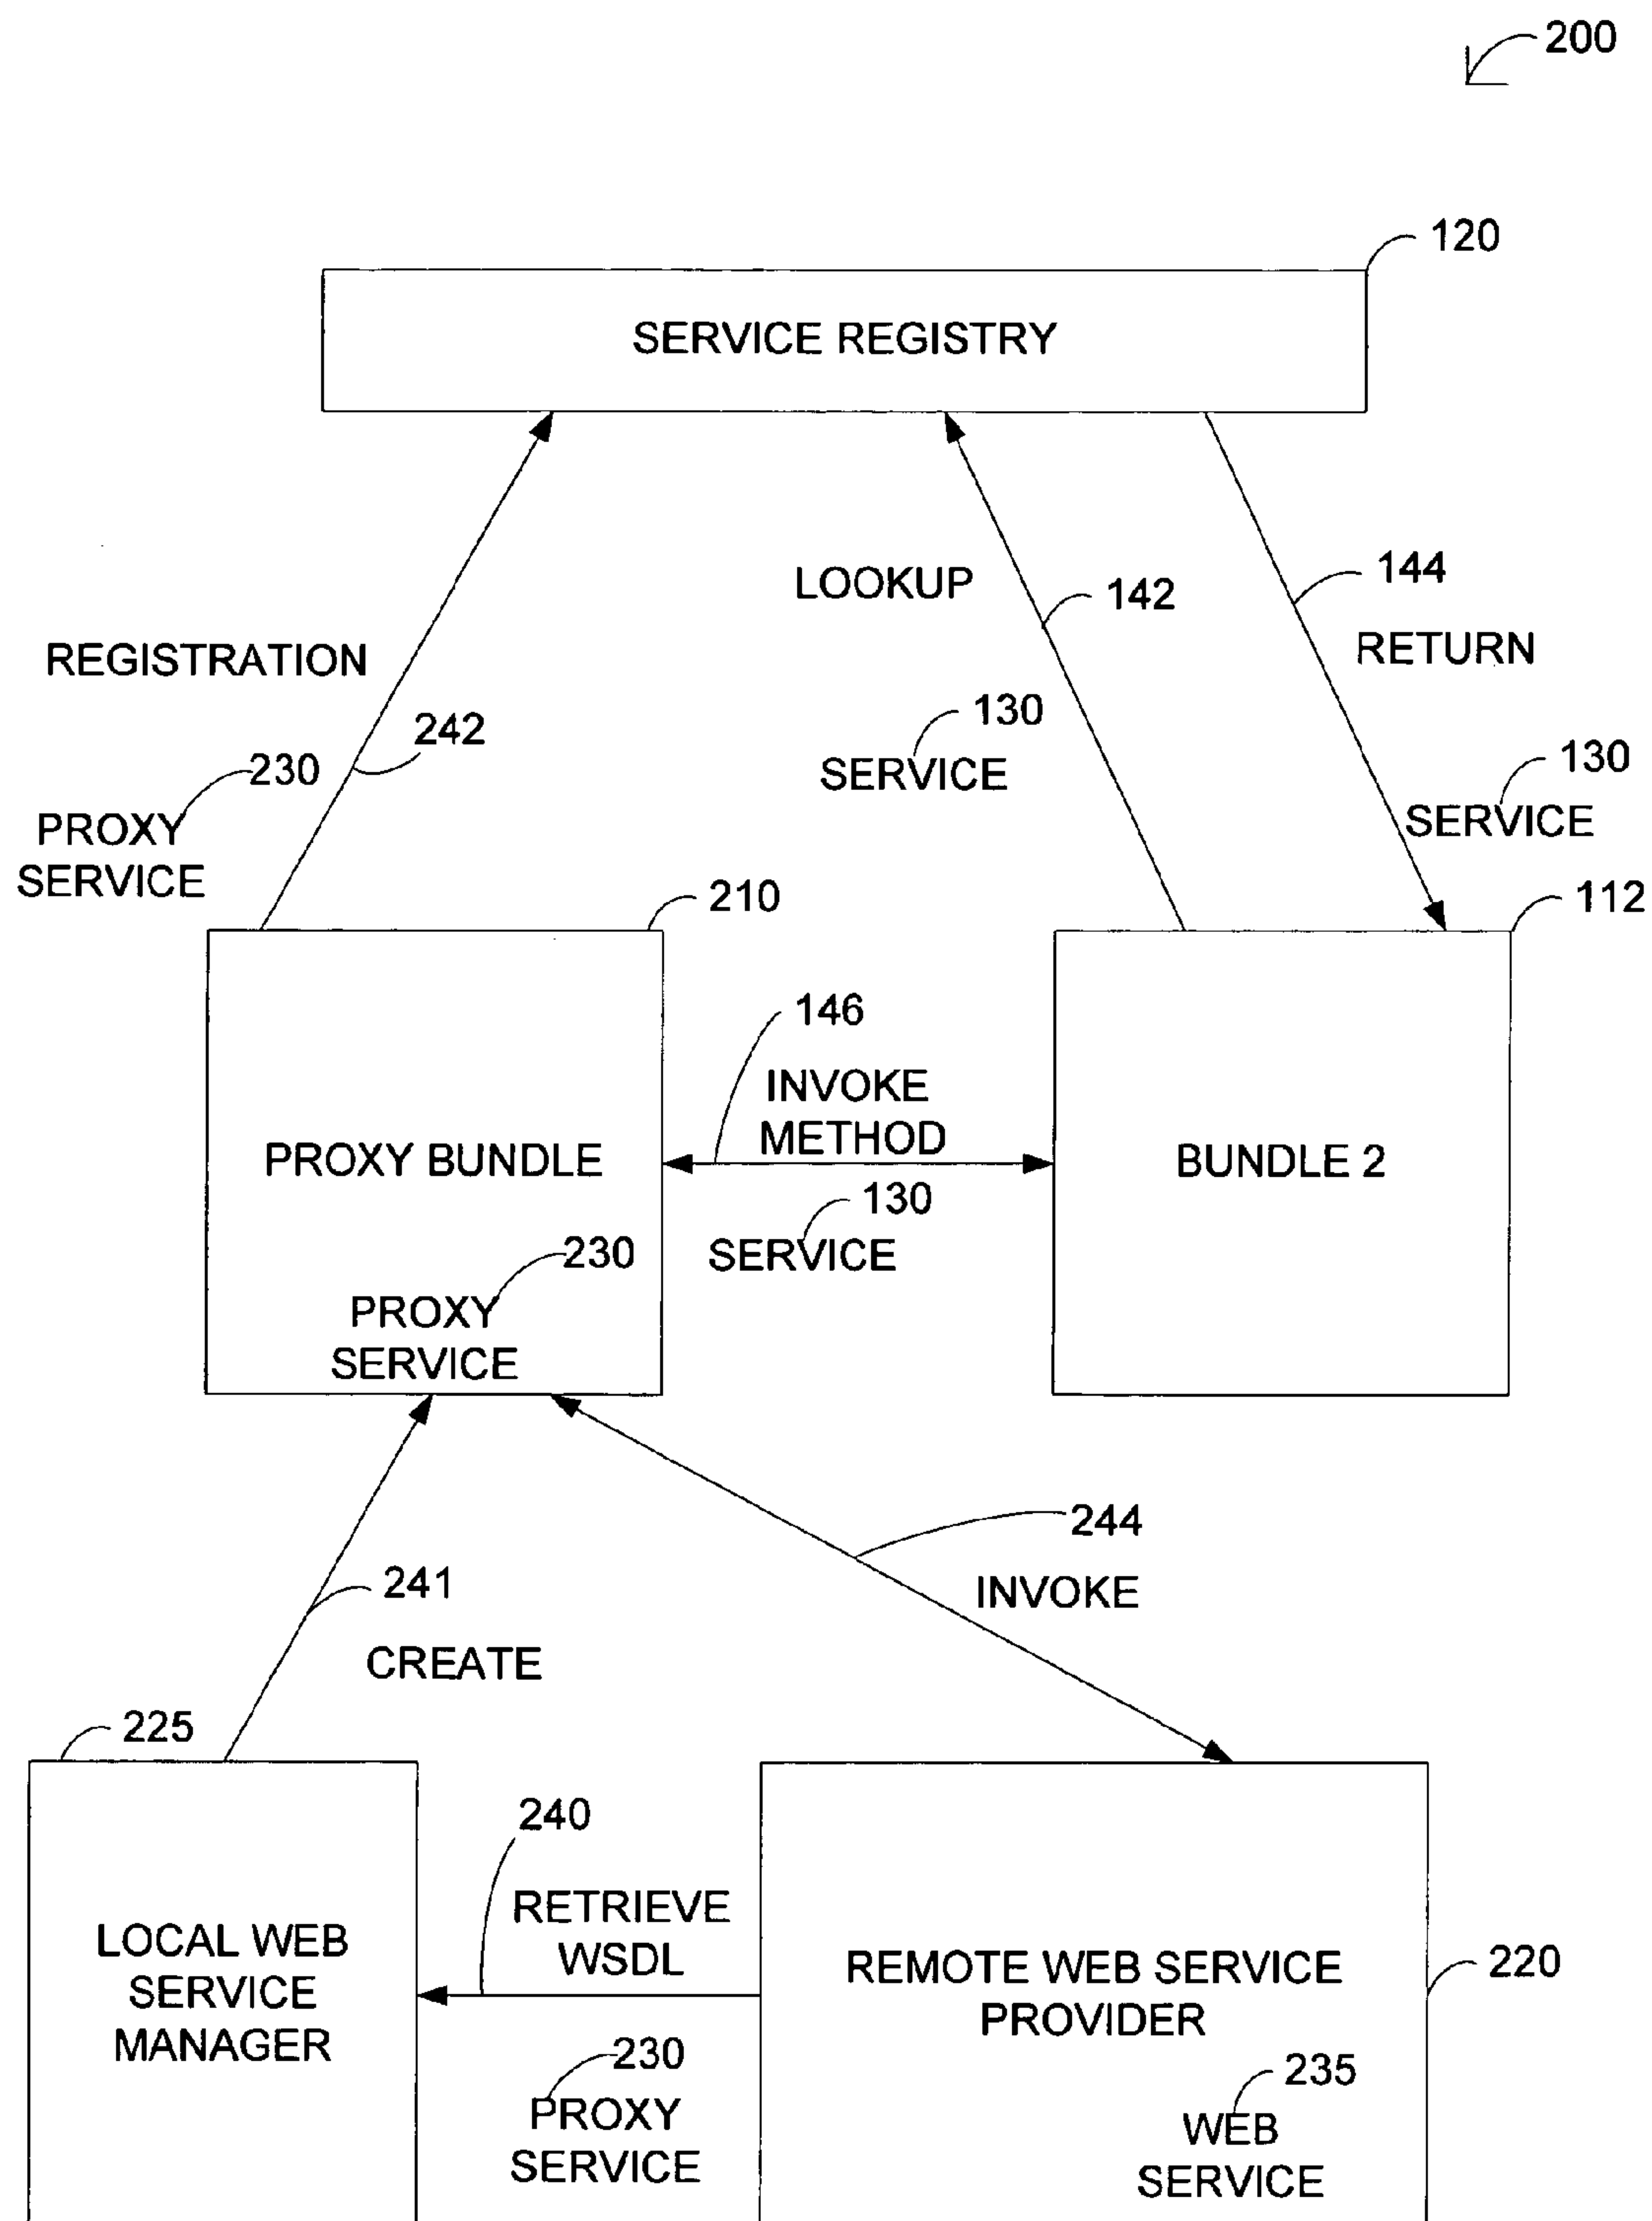 200
120
SERVICE REGISTRY
LOOKUP
142
144
RETURN
REGISTRATION
242
130
SERVICE
130
SERVICE
230
PROXY
SERVICE
210
112
146
INVOKE
METHOD
PROXY BUNDLE
BUNDLE 2
130
SERVICE
230
PROXY
SERVICE
244
INVOKE
241
CREATE
225
240
RETRIEVE
WSDL
LOCAL WEB
SERVICE
MANAGER
REMOTE WEB SERVICE
PROVIDER
220
230
PROXY
SERVICE
235
WEB
SERVICE